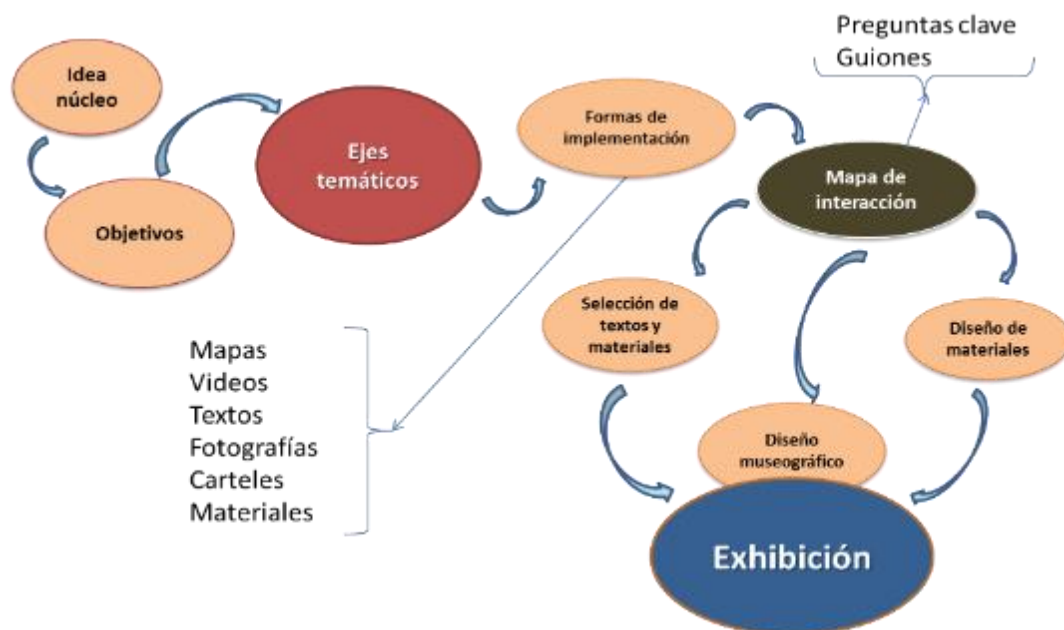 Idea
núcleo
Objetivos
Ejes
temáticos
Formas de
implementación
Preguntas clave
Guiones
Mapa de
interacción
Mapas
Videos
Textos
Fotografías
Carteles
Materiales
Selección de
textos y
materiales
Diseño de
materiales
Diseño
museográfico
Exhibición